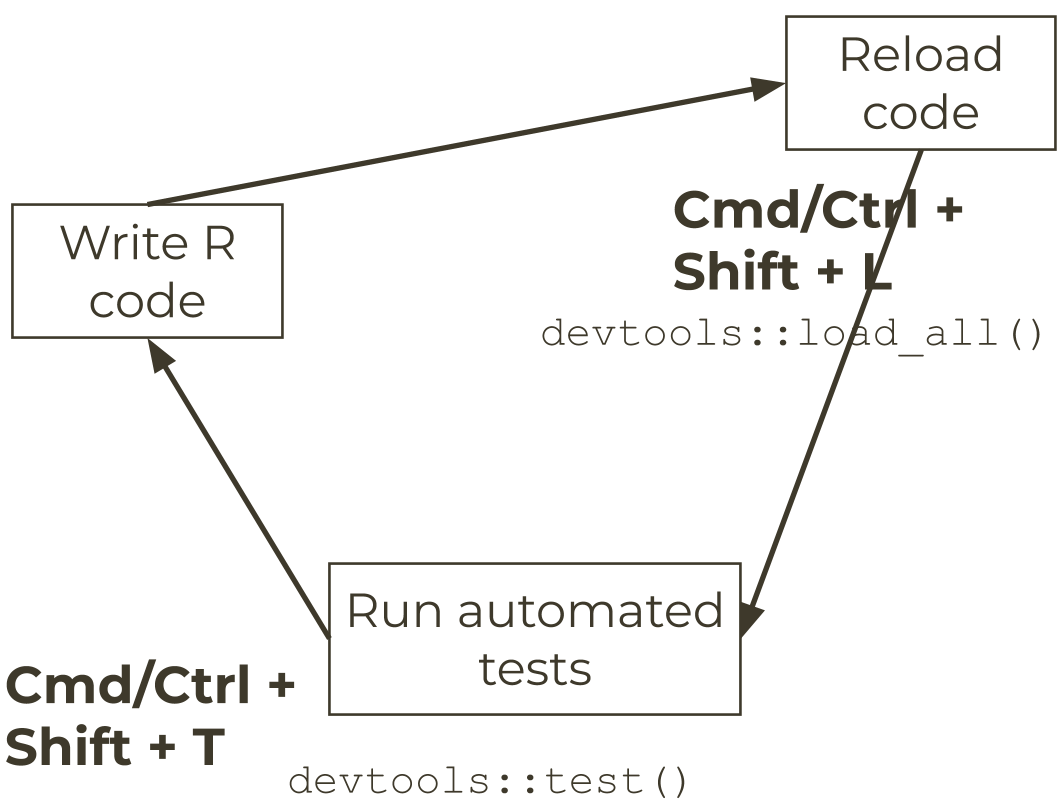 Reload
code
Cmd/Ctrl +
Shift + L
devtools::load_all()
Write R
code
Run automated
tests
Cmd/Ctrl +
Shift + T
devtools::test()